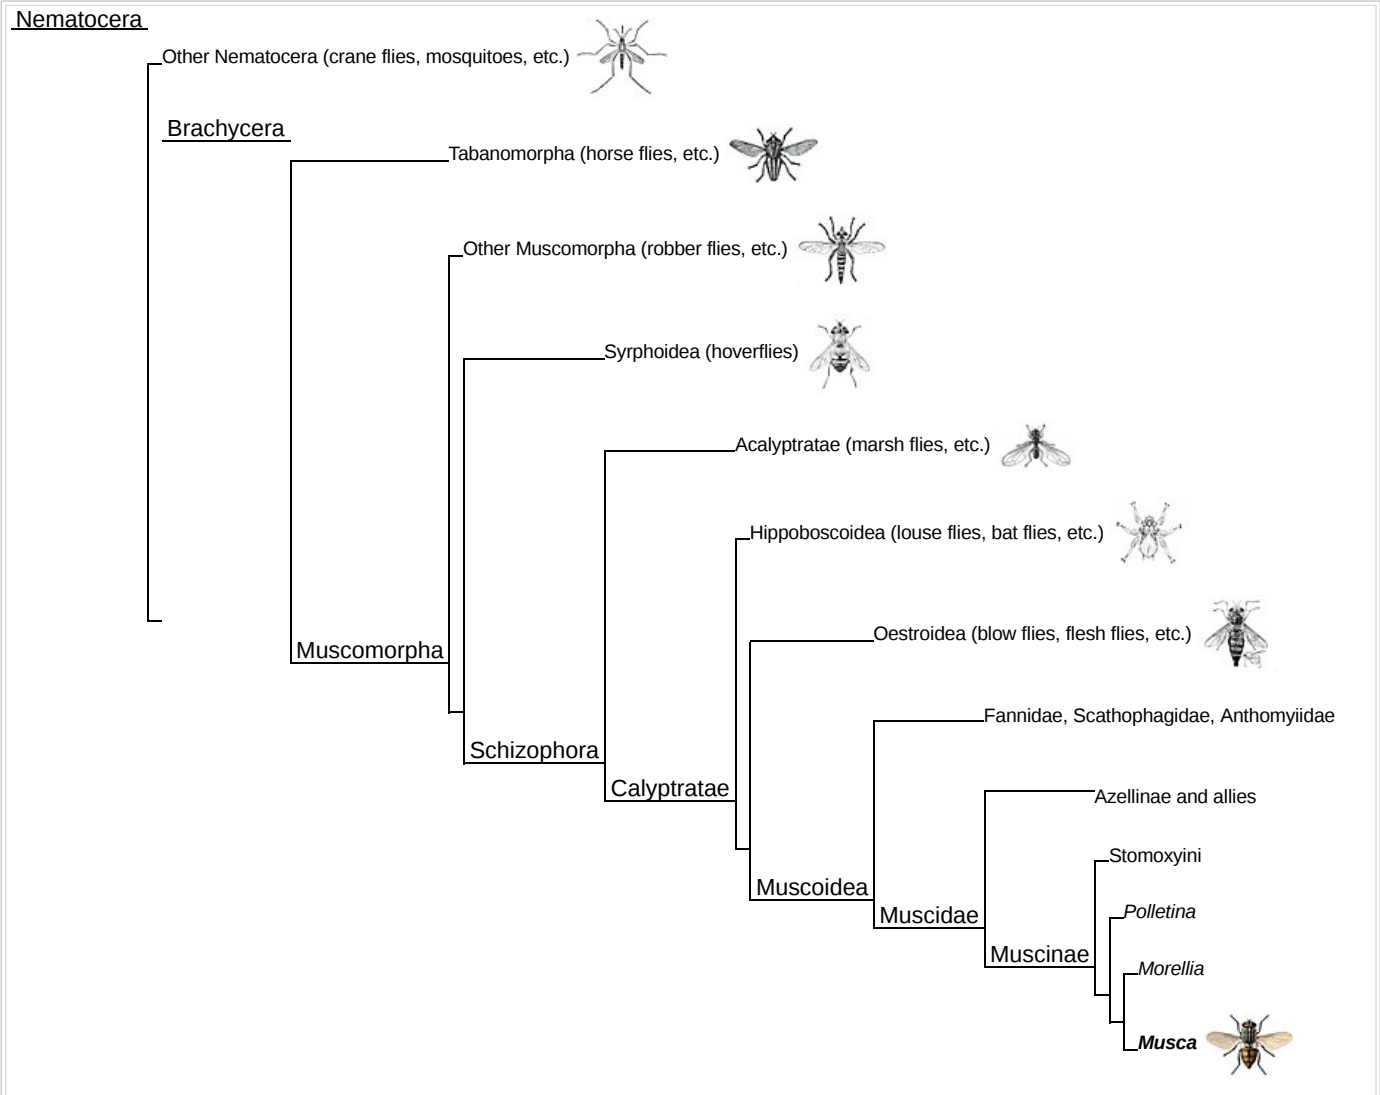 Nematocera
Other Nematocera (crane flies, mosquitoes, etc.)
Brachycera
Tabanomorpha (horse flies, etc.)
Other Muscomorpha (robber flies, etc.)
Syrphoidea (hoverflies)
Acalyptratae (marsh flies, etc.)
Hippoboscoidea (louse flies, bat flies, etc.)
Oestroidea (blow flies, flesh flies, etc.)
Muscomorpha
Fannidae, Scathophagidae, Anthomyiidae
Schizophora
Calyptratae
Azellinae and allies
Stomoxyini
Muscoidea
Muscidae
Polletina
Muscinae
Morellia
Musca